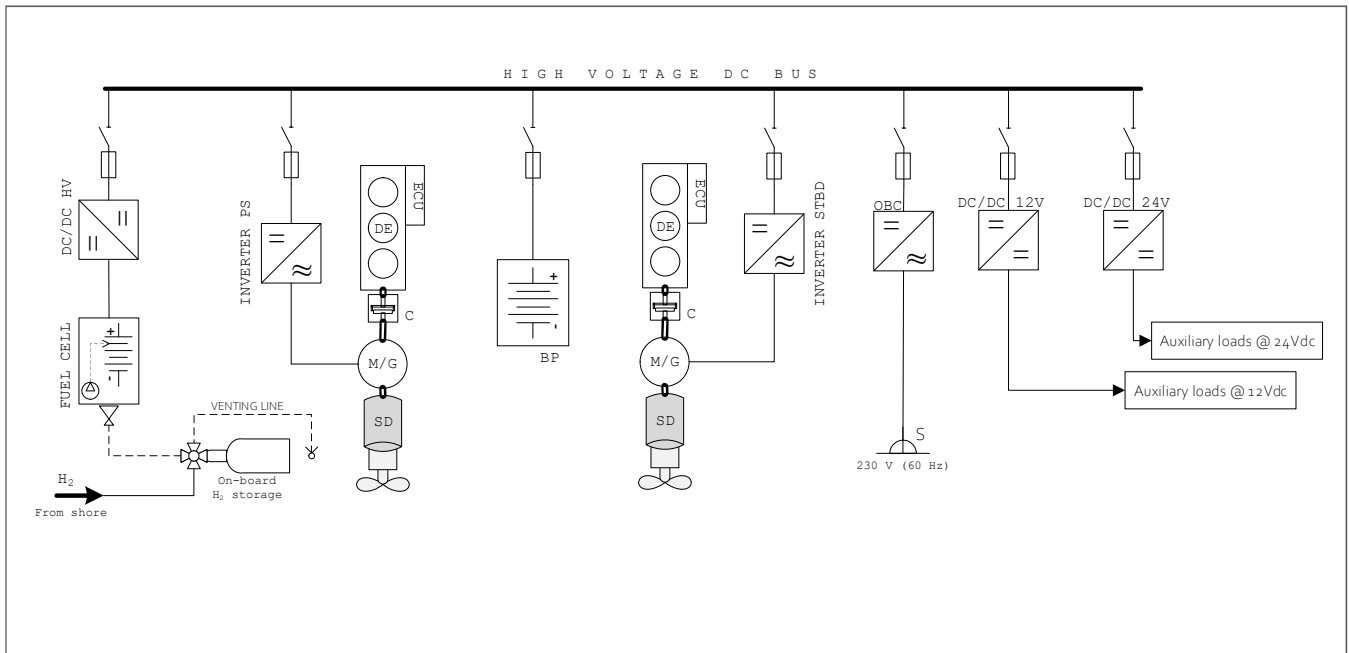 HIGH VOLTAGE DC BUS
DC/DC HV
INVERTER PS
ECU
DE
C
M/G
SD
BP
ECU
DE
C
M/G
SD
INVERTER STBD
OBC
DC/DC 12V
DC/DC 24V
Auxiliary loads @ 24Vdc
Auxiliary loads @ 12Vdc
S
230 V (60 Hz)
FUEL CELL
VENTING LINE
On-board
H₂ storage
H₂
From shore